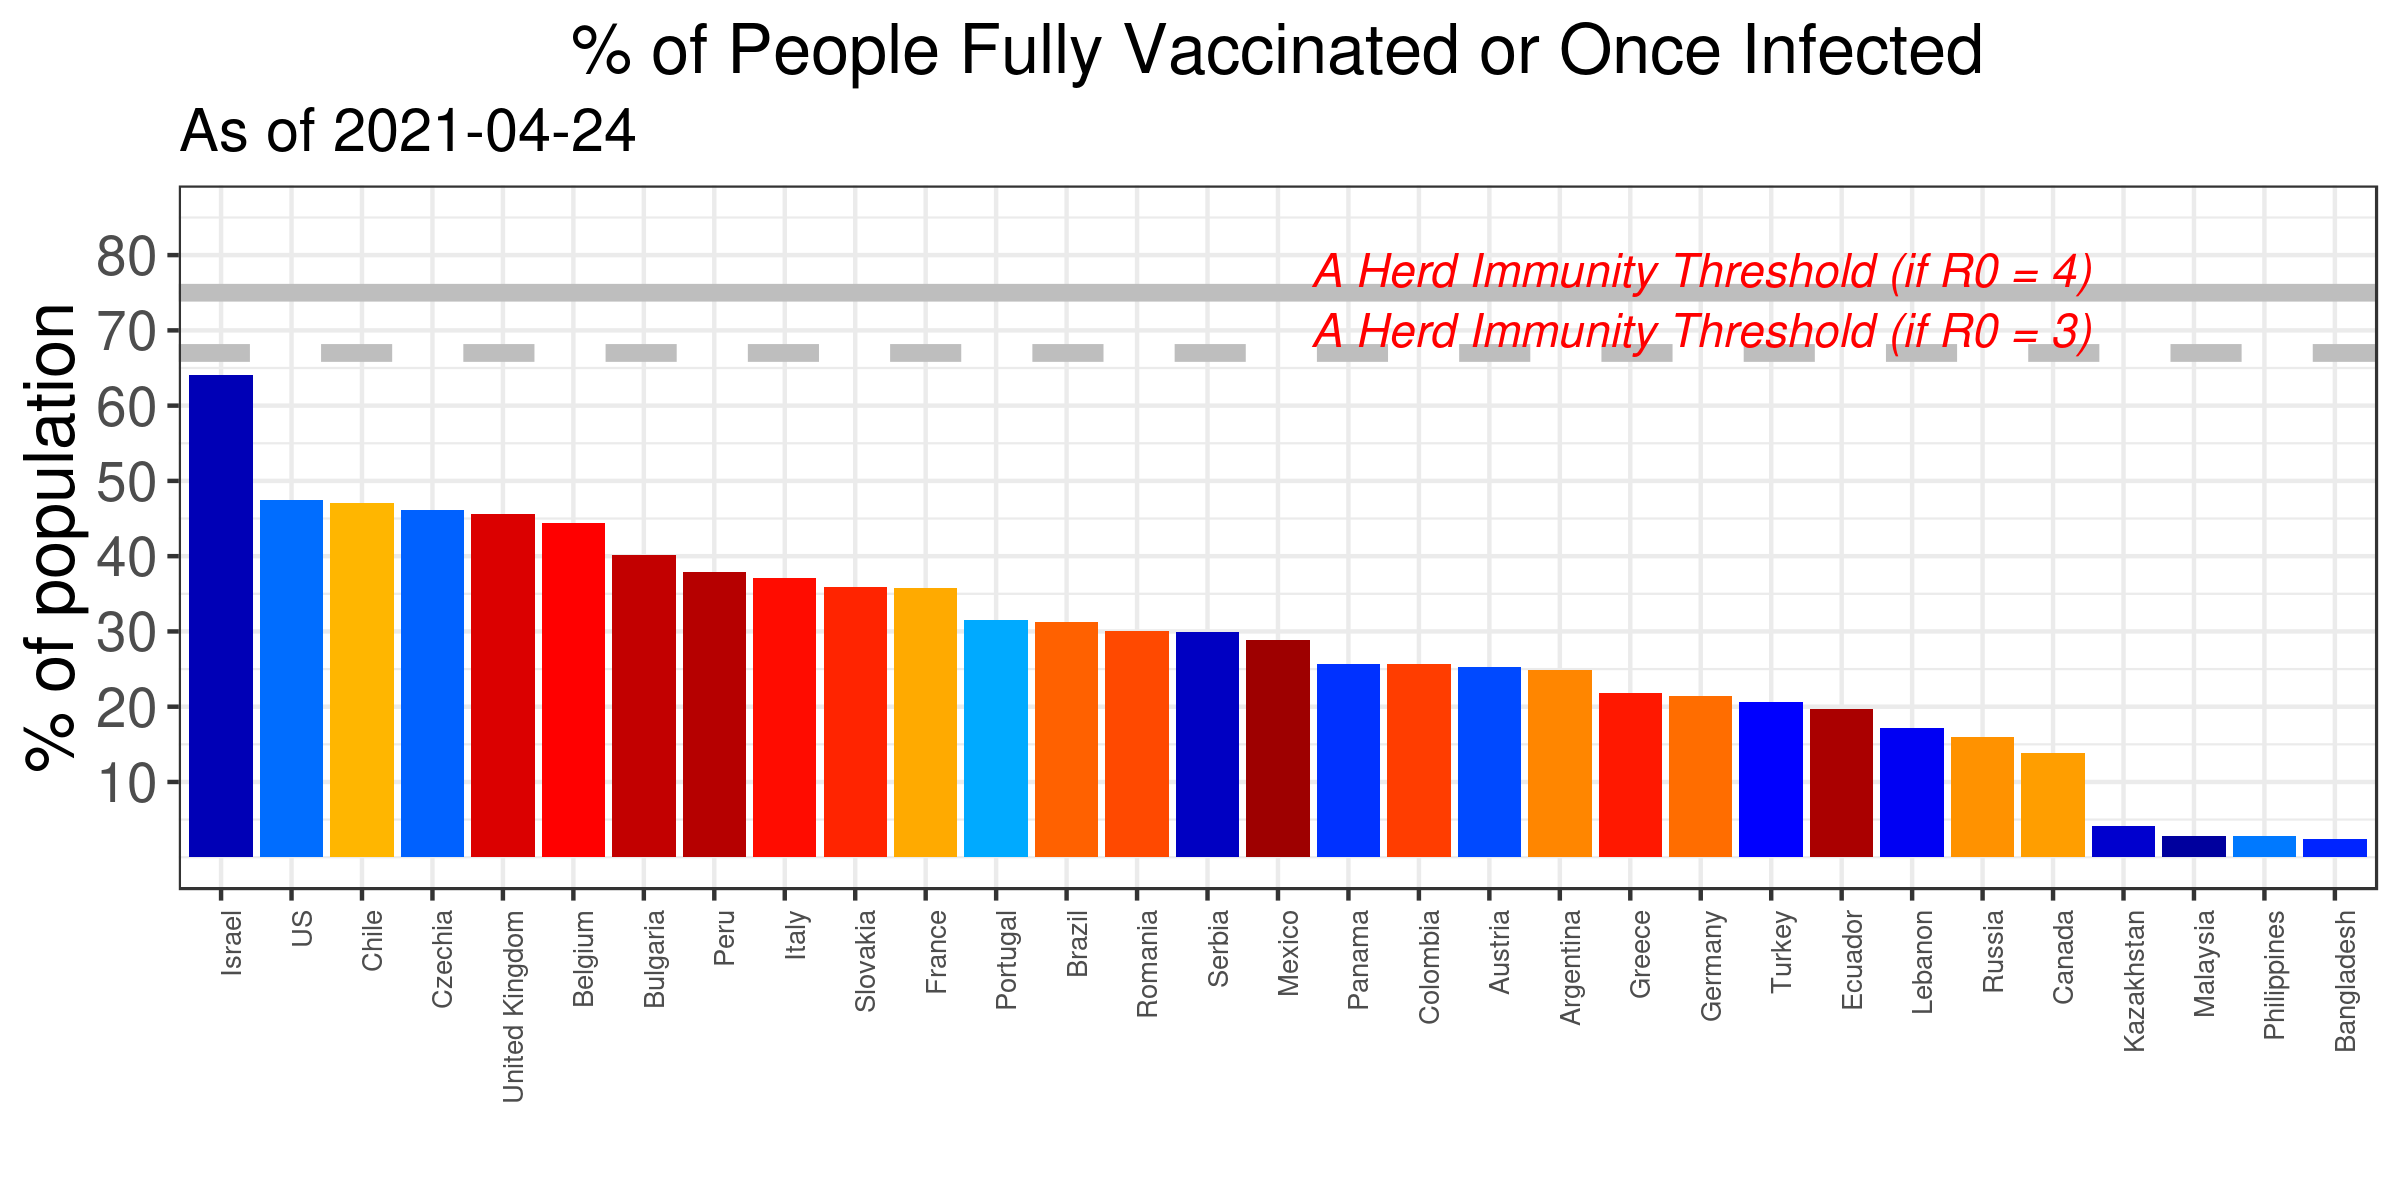 % of People Fully Vaccinated or Once Infected
As of 2021-04-24
% of population
80
70
60
50
40
30
20
10
A Herd Immunity Threshold (if R0 = 4)
A Herd Immunity Threshold (if R0 = 3)
Israel
US
Chile
Czechia
United Kingdom
Belgium
Bulgaria
Peru
Italy
Slovakia
France
Portugal
Brazil
Romania
Serbia
Mexico
Panama
Colombia
Austria
Argentina
Greece
Germany
Turkey
Ecuador
Lebanon
Russia
Canada
Kazakhstan
Malaysia
Philippines
Bangladesh